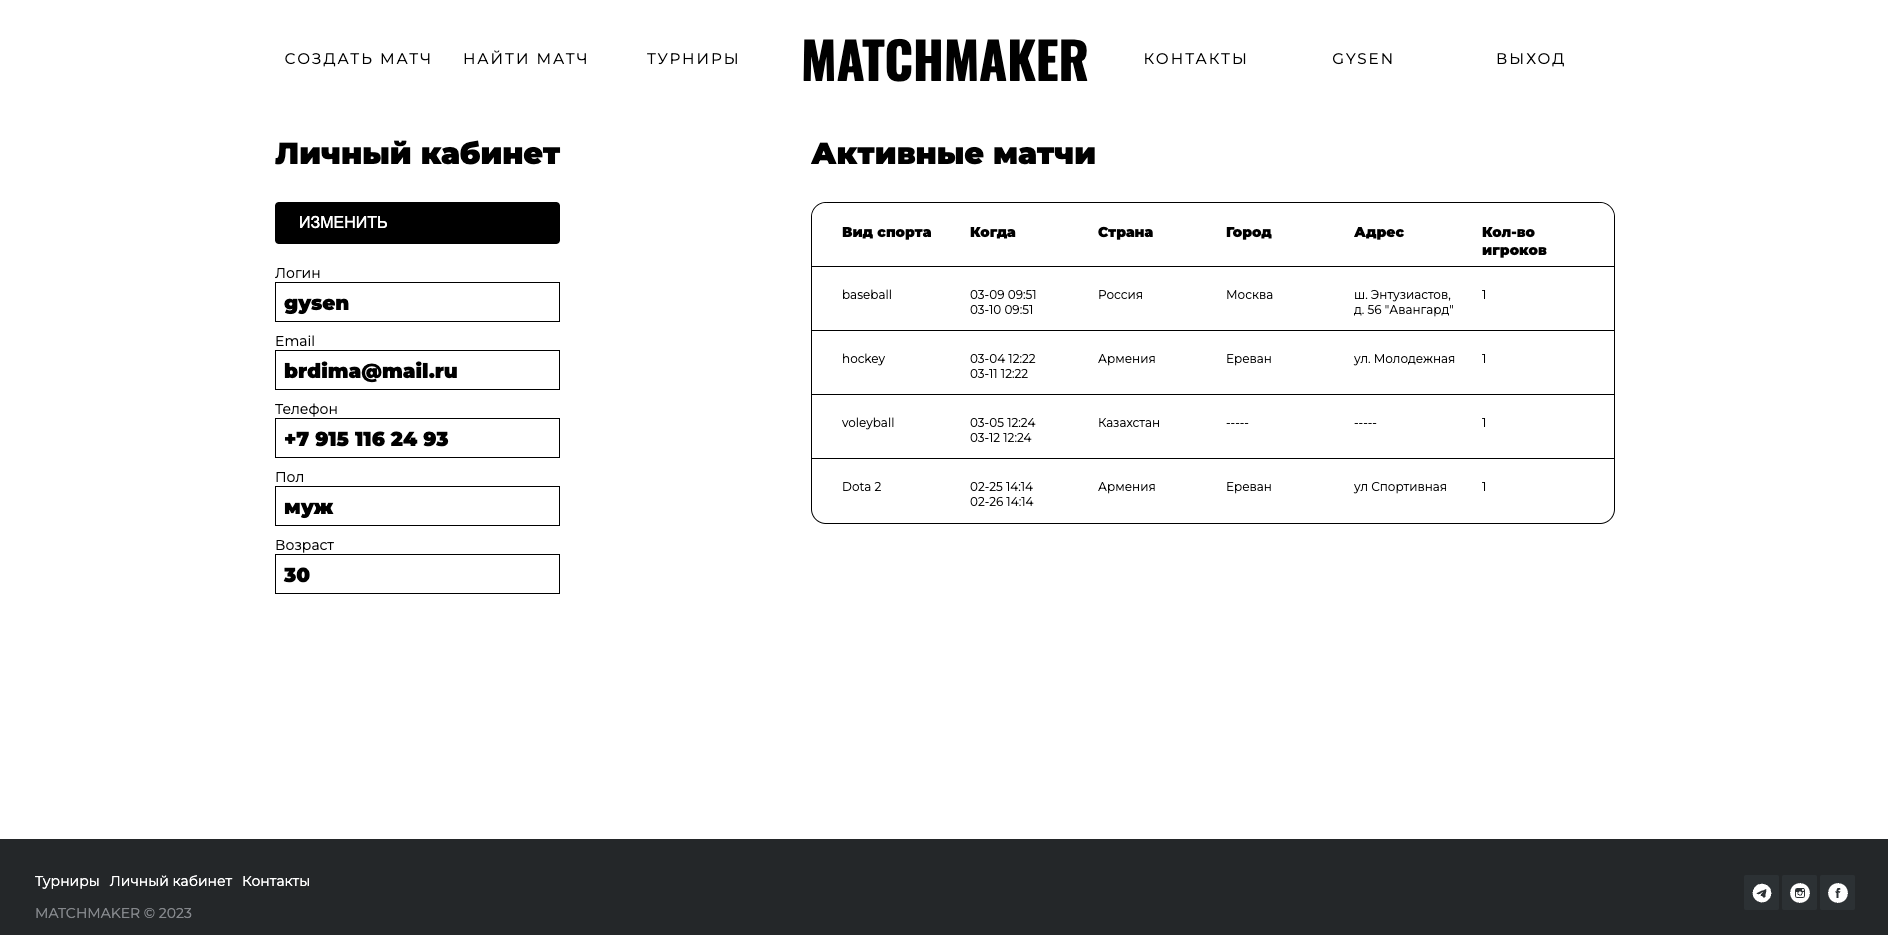 СОЗДАТЬ МАТЧ НАЙТИ МАТЧ ТУРНИРЫ MATCHMAKER КОНТАКТЫ GYSEN ВЫХОД
Личный кабинет
ИЗМЕНИТЬ
Логин
gysen
Email
brdima@mail.ru
Телефон
+7 915 116 24 93
Пол
муж
Возраст
30
Активные матчи
Вид спорта Когда Страна Город Адрес Кол-во
игроков
baseball 03-09 09:51 Россия Москва ш. Энтузиастов, 1
03-10 09:51 д. 56 "Авангард"
hockey 03-04 12:22 Армения Ереван ул. Молодежная 1
03-11 12:22
voleyball 03-05 12:24 Казахстан ----- ----- 1
03-12 12:24
Dota 2 02-25 14:14 Армения Ереван ул Спортивная 1
02-26 14:14
Турниры Личный кабинет Контакты
MATCHMAKER © 2023